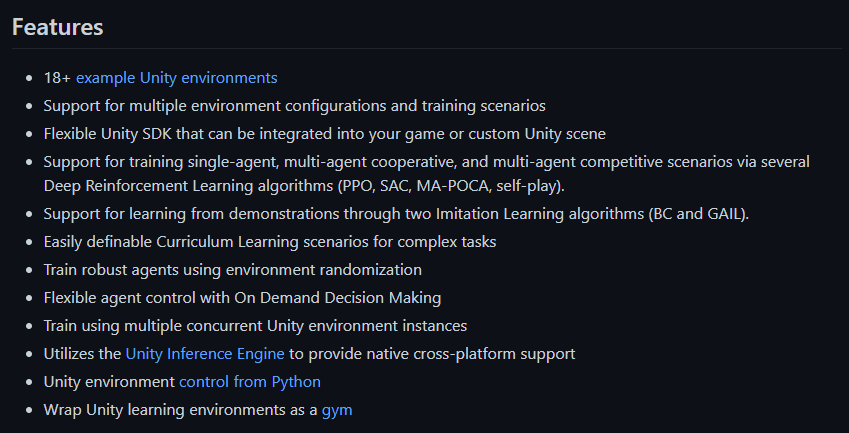 Features
18+ example Unity environments
Support for multiple environment configurations and training scenarios
Flexible Unity SDK that can be integrated into your game or custom Unity scene
Support for training single-agent, multi-agent cooperative, and multi-agent competitive scenarios via several
Deep Reinforcement Learning algorithms (PPO, SAC, MA-POCA, self-play).
Support for learning from demonstrations through two Imitation Learning algorithms (BC and GAIL).
Easily definable Curriculum Learning scenarios for complex tasks
Train robust agents using environment randomization
Flexible agent control with On Demand Decision Making
Train using multiple concurrent Unity environment instances
Utilizes the Unity Inference Engine to provide native cross-platform support
Unity environment control from Python
Wrap Unity learning environments as a gym